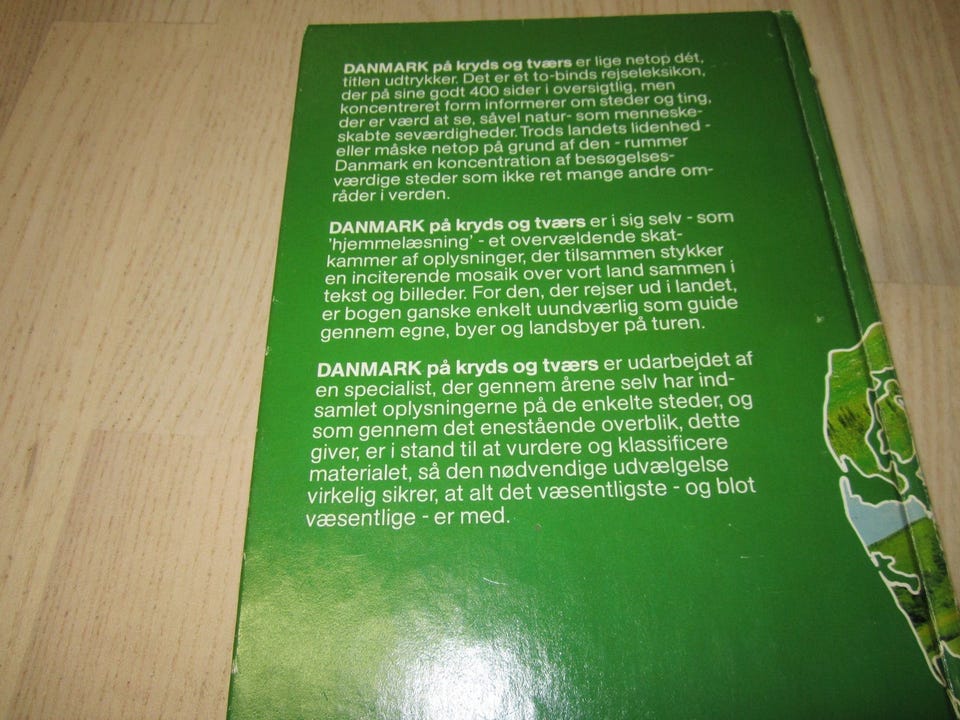 DANMARK på kryds og tværs er lige netop dét,
titlen udtrykker. Det er et to-binds rejseleksikon,
der på sine godt 400 sider i oversigtlig, men
koncentreret form informerer om steder og ting,
der er værd at se, såvel natur- som menneske-
skabte seværdigheder. Trods landets lidenhed -
eller måske netop på grund af den - rummer
Danmark en koncentration af besøgelses-
værdige steder som ikke ret mange andre om-
råder i verden.
DANMARK på kryds og tværs er i sig selv - som
'hjemmelæsning' - et overvældende skat-
kammer af oplysninger, der tilsammen stykker
en inciterende mosaik over vort land sammen i
tekst og billeder. For den, der rejser ud i landet,
er bogen ganske enkelt uundværlig som guide
gennem egne, byer og landsbyer på turen.
DANMARK på kryds og tværs er udarbejdet af
en specialist, der gennem årene selv har ind-
samlet oplysningerne på de enkelte steder, og
som gennem det enestående overblik, dette
giver, er i stand til at vurdere og klassificere
materialet, så den nødvendige udvælgelse
virkelig sikrer, at alt det væsentligste - og blot
væsentlige - er med.